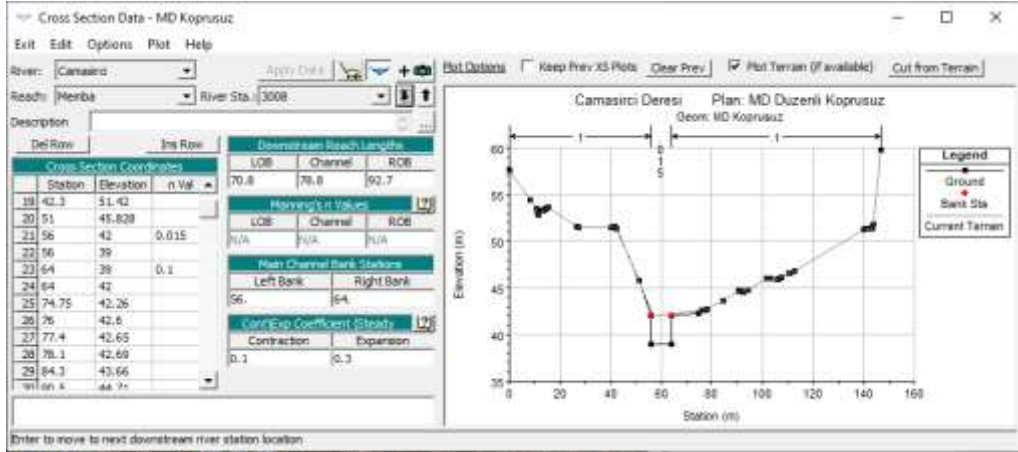 Cross Section Data - MD Koprusuz
Exit Edit Options Plot Help
River: Camasirci Apply Data
Plot Options Keep Prev XS Plots Clear Prev Plot Terrain (if available) Cut from Terrain
Reach: Memba River Sta.: 3008
Description
Del Row Ins Row
Cross Section Coordinates
Station Elevation n Val
19 42.3 51.42
20 51 45.828
21 56 42 0.015
22 56 39
23 64 39 0.1
24 64 42
25 74.75 42.26
26 76 42.6
27 77.4 42.65
28 78.1 42.69
29 84.3 43.66
Downstream Reach Lengths
LOB Channel ROB
70.8 78.8 92.7
Manning's n Values
LOB Channel ROB
N/A N/A N/A
Main Channel Bank Stations
Left Bank Right Bank
56. 64.
Cont\Exp Coefficient (Steady
Contraction Expansion
0.1 0.3
Camasirci Deresi Plan: MD Duzenli Koprusuz
Geom: MD Koprusuz
.1 .1
.
0
1
5
60
55
50
45
40
35
Elevation (m)
0 20 40 60 80 100 120 140 160
Station (m)
Legend
Ground
Bank Sta
Current Terrain
Enter to move to next downstream river station location